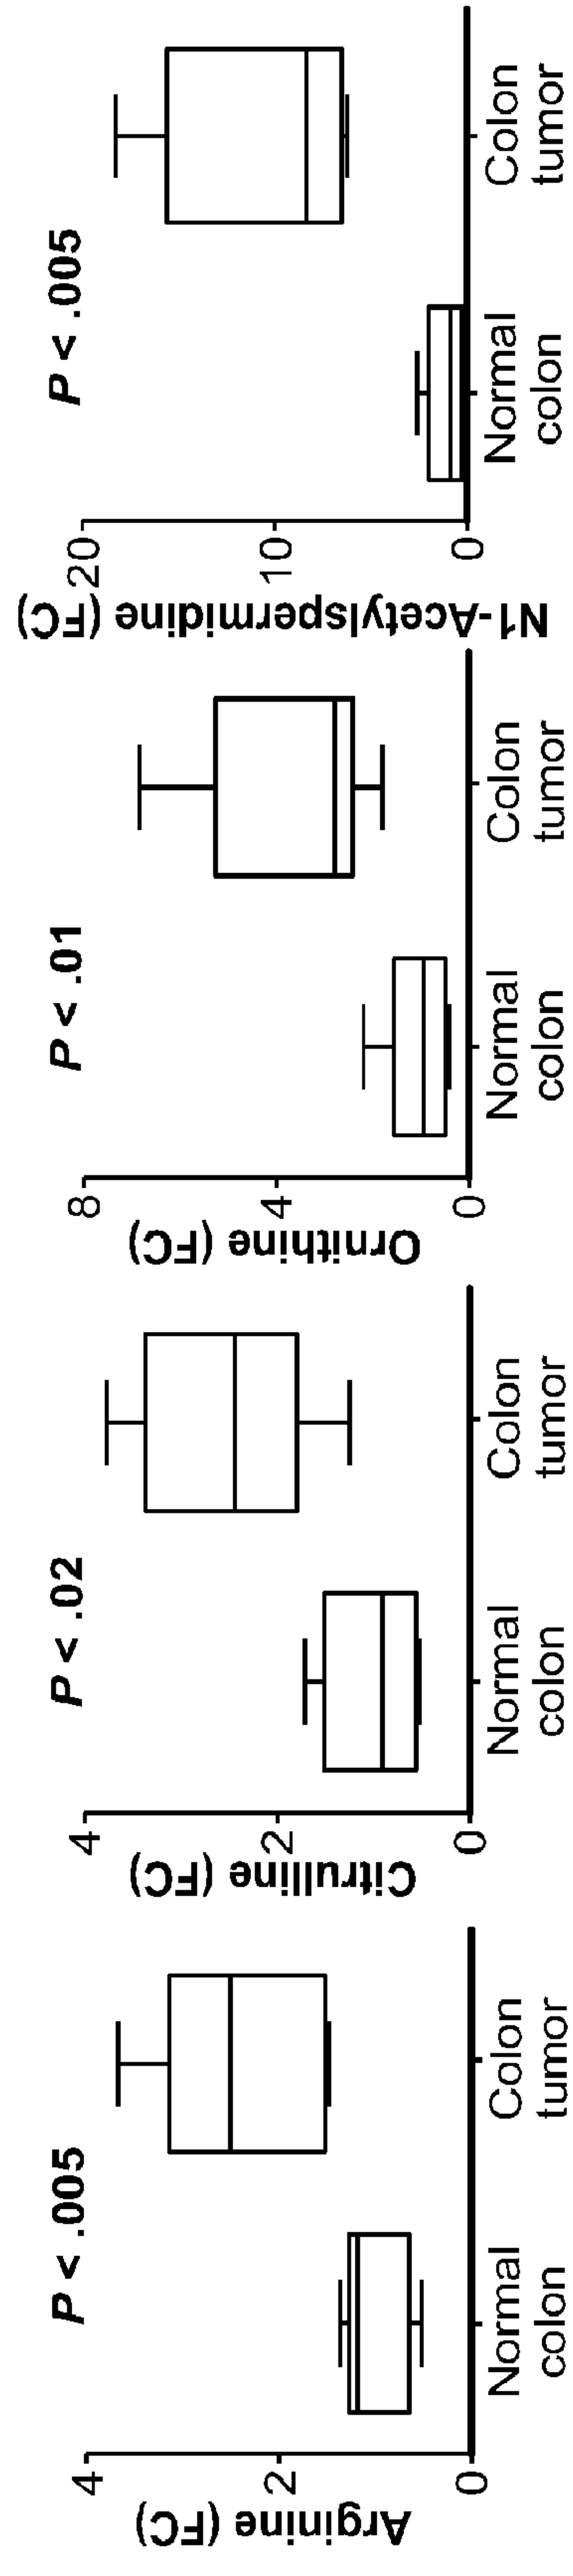 P < .005
Arginine (FC)
4
2
0
Normal
colon
Colon
tumor
P < .02
Citrulline (FC)
4
2
0
Normal
colon
Colon
tumor
P < .01
Ornithine (FC)
8
4
0
Normal
colon
Colon
tumor
P < .005
N1-Acetylspermidine (FC)
20
10
0
Normal
colon
Colon
tumor